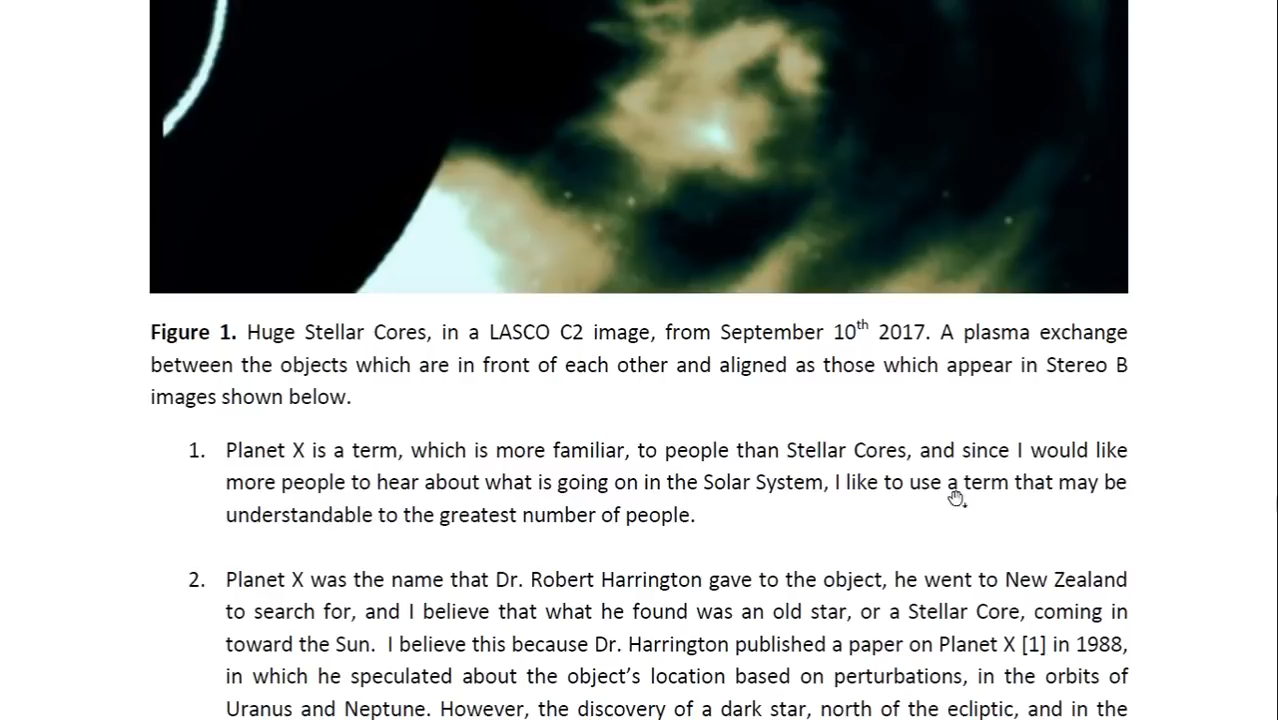 Figure 1. Huge Stellar Cores, in a LASCO C2 image, from September 10th 2017. A plasma exchange
between the objects which are in front of each other and aligned as those which appear in Stereo B
images shown below.
1. Planet X is a term, which is more familiar, to people than Stellar Cores, and since I would like
more people to hear about what is going on in the Solar System, I like to use a term that may be
understandable to the greatest number of people.
2. Planet X was the name that Dr. Robert Harrington gave to the object, he went to New Zealand
to search for, and I believe that what he found was an old star, or a Stellar Core, coming in
toward the Sun. I believe this because Dr. Harrington published a paper on Planet X [1] in 1988,
in which he speculated about the object's location based on perturbations, in the orbits of
Uranus and Neptune. However, the discovery of a dark star, north of the ecliptic, and in the